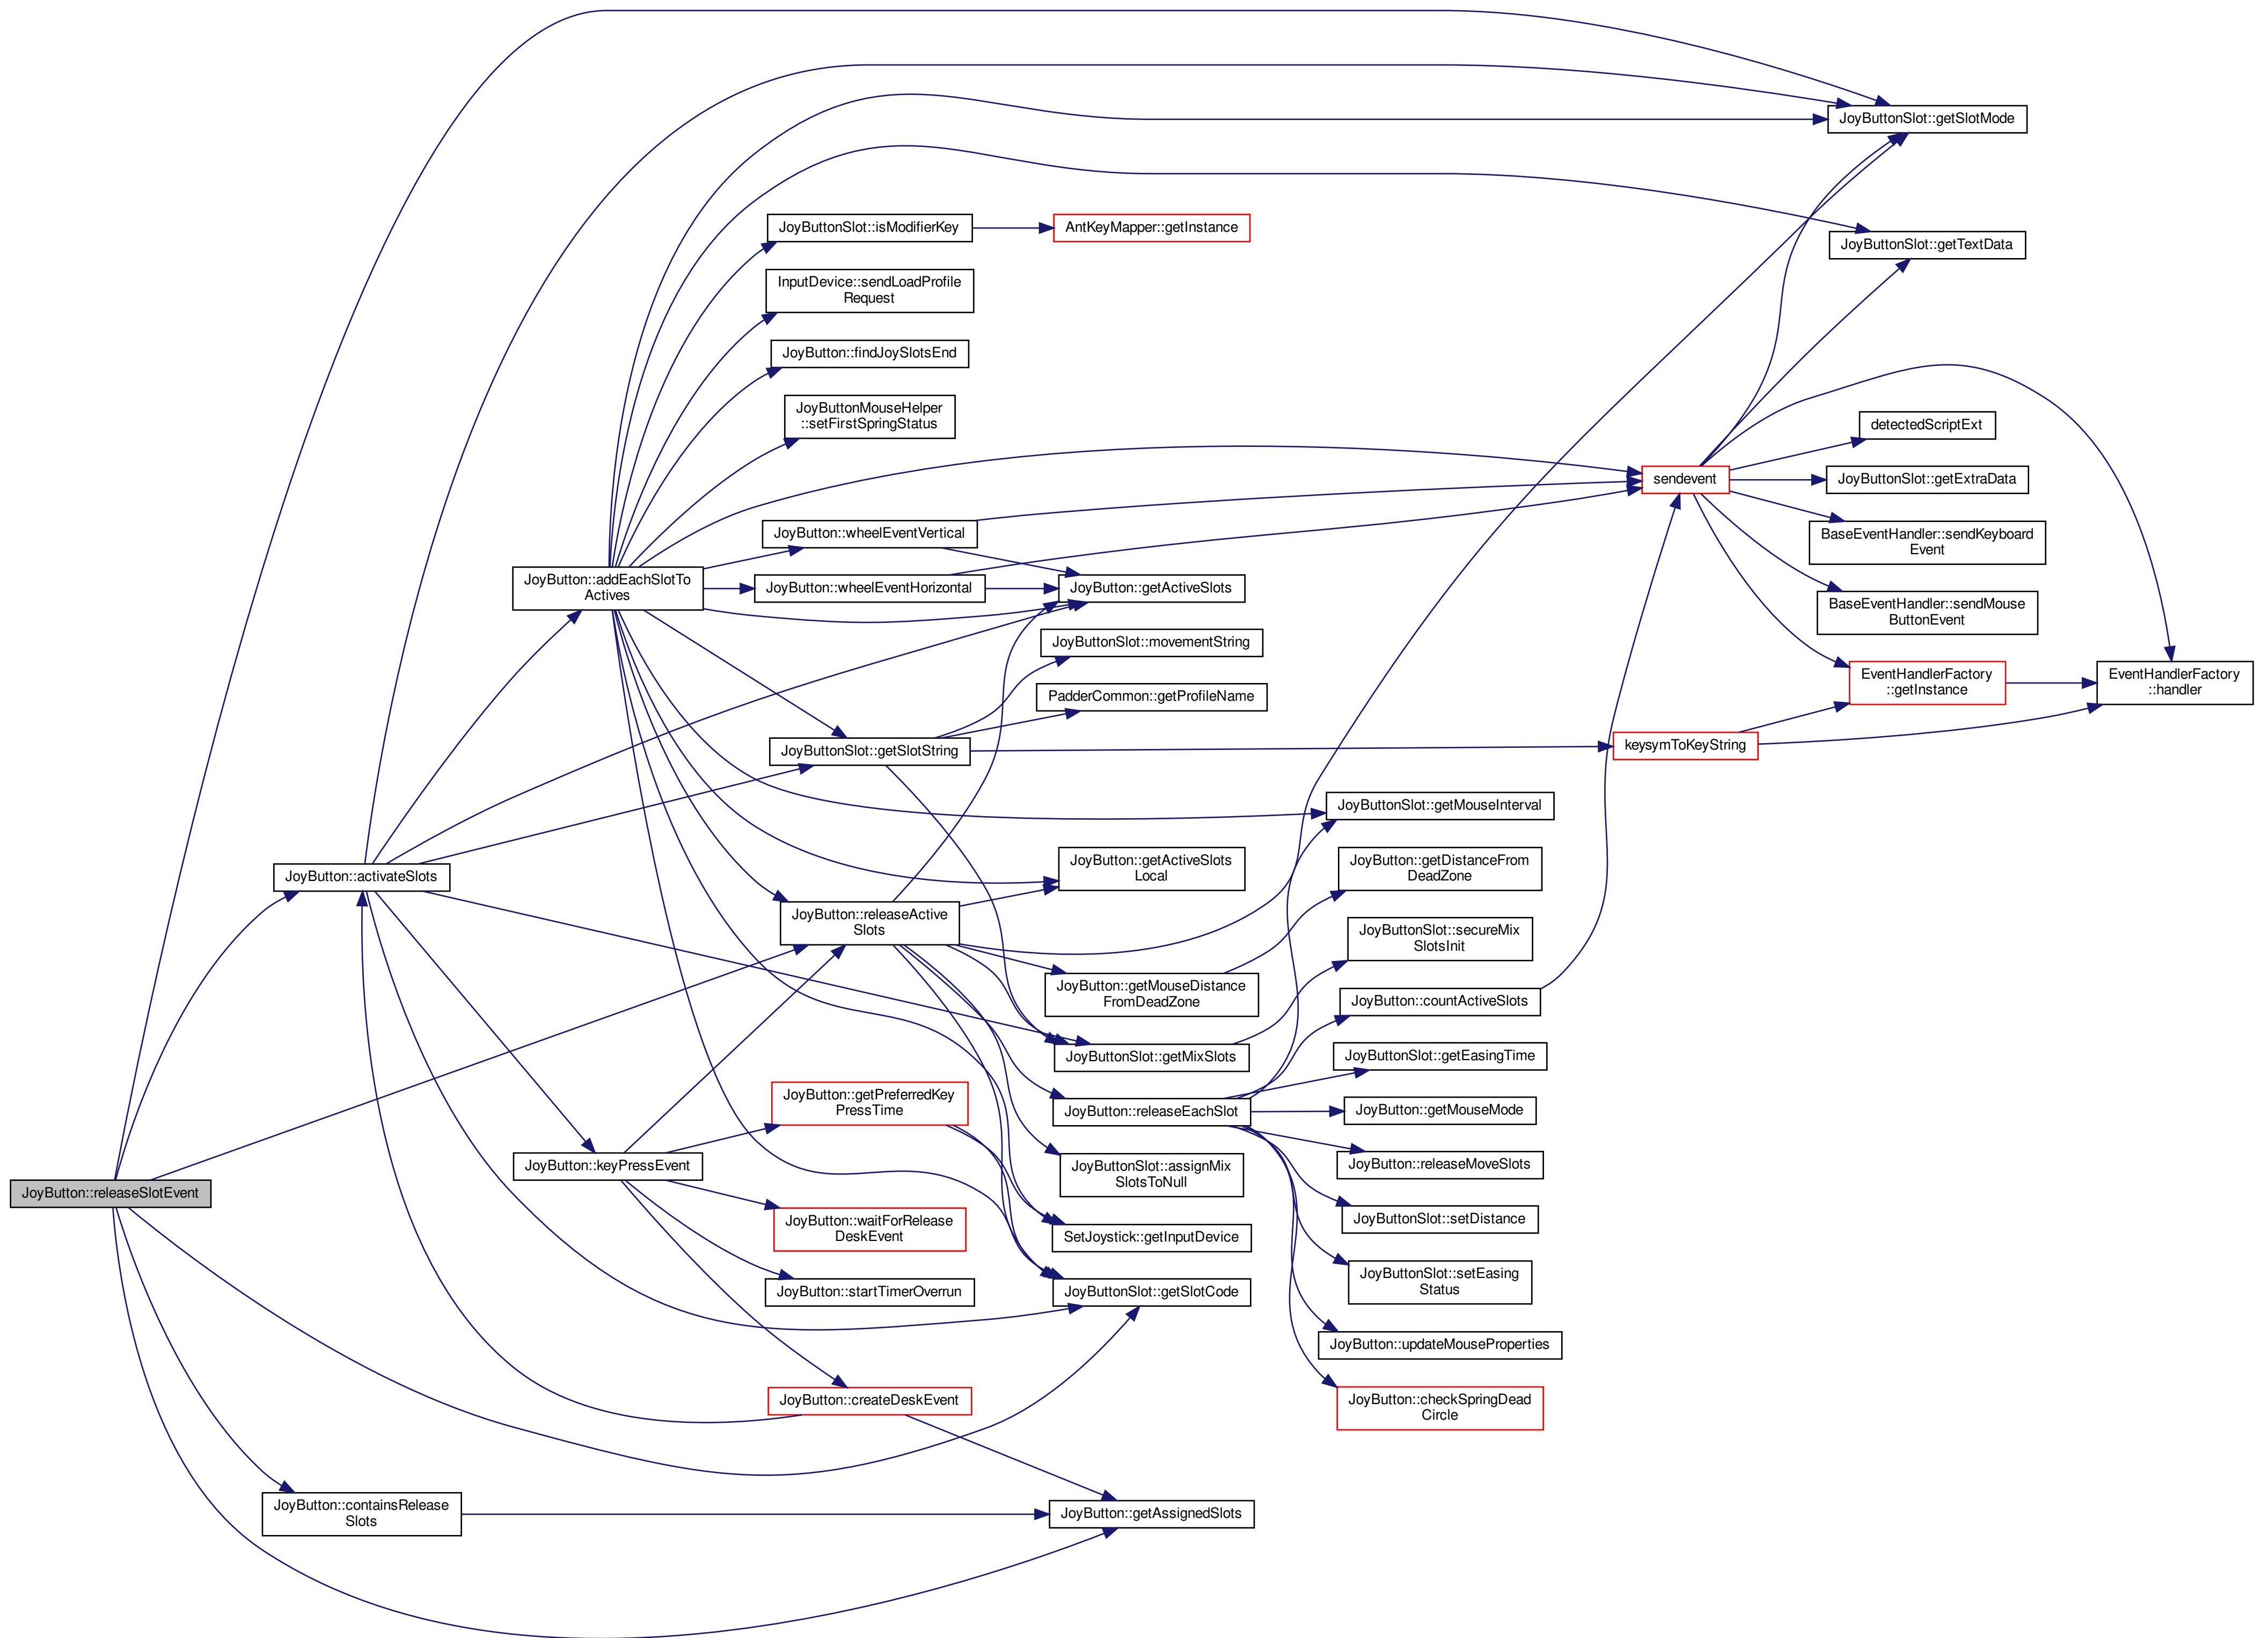 JoyButtonSlot::getSlotMode
JoyButtonSlot::isModifierKey
AntKeyMapper::getInstance
JoyButtonSlot::getTextData
InputDevice::sendLoadProfile
Request
JoyButton::findJoySlotsEnd
JoyButtonMouseHelper
::setFirstSpringStatus
detectedScriptExt
sendevent
JoyButtonSlot::getExtraData
JoyButton::wheelEventVertical
BaseEventHandler::sendKeyboard
Event
JoyButton::addEachSlotTo
Actives
JoyButton::wheelEventHorizontal
JoyButton::getActiveSlots
BaseEventHandler::sendMouse
ButtonEvent
JoyButtonSlot::movementString
EventHandlerFactory
::getInstance
EventHandlerFactory
::handler
PadderCommon::getProfileName
JoyButtonSlot::getSlotString
keysymToKeyString
JoyButtonSlot::getMouseInterval
JoyButton::activateSlots
JoyButton::getActiveSlots
Local
JoyButton::getDistanceFrom
DeadZone
JoyButton::releaseActive
Slots
JoyButtonSlot::secureMix
SlotsInit
JoyButton::getMouseDistance
FromDeadZone
JoyButton::countActiveSlots
JoyButtonSlot::getMixSlots
JoyButtonSlot::getEasingTime
JoyButton::getPreferredKey
PressTime
JoyButton::releaseEachSlot
JoyButton::getMouseMode
JoyButton::keyPressEvent
JoyButton::releaseMoveSlots
JoyButtonSlot::assignMix
SlotsToNull
JoyButton::releaseSlotEvent
JoyButtonSlot::setDistance
JoyButton::waitForRelease
DeskEvent
SetJoystick::getInputDevice
JoyButtonSlot::setEasing
Status
JoyButton::startTimerOverrun
JoyButtonSlot::getSlotCode
JoyButton::updateMouseProperties
JoyButton::createDeskEvent
JoyButton::checkSpringDead
Circle
JoyButton::containsRelease
Slots
JoyButton::getAssignedSlots